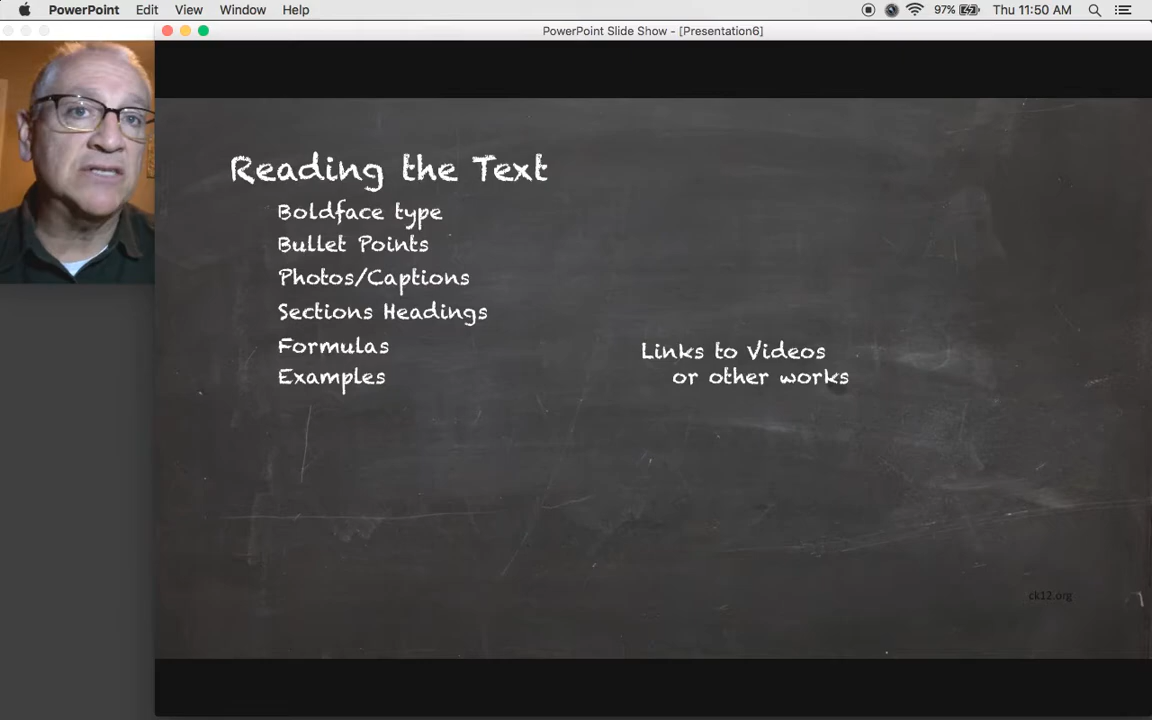 PowerPoint Edit View Window Help 97% Thu 11:50 AM
PowerPoint Slide Show - [Presentation6]
Reading the Text
Boldface type
Bullet Points
Photos/Captions
Sections Headings
Formulas
Examples
Links to Videos
or other works
ck12.org